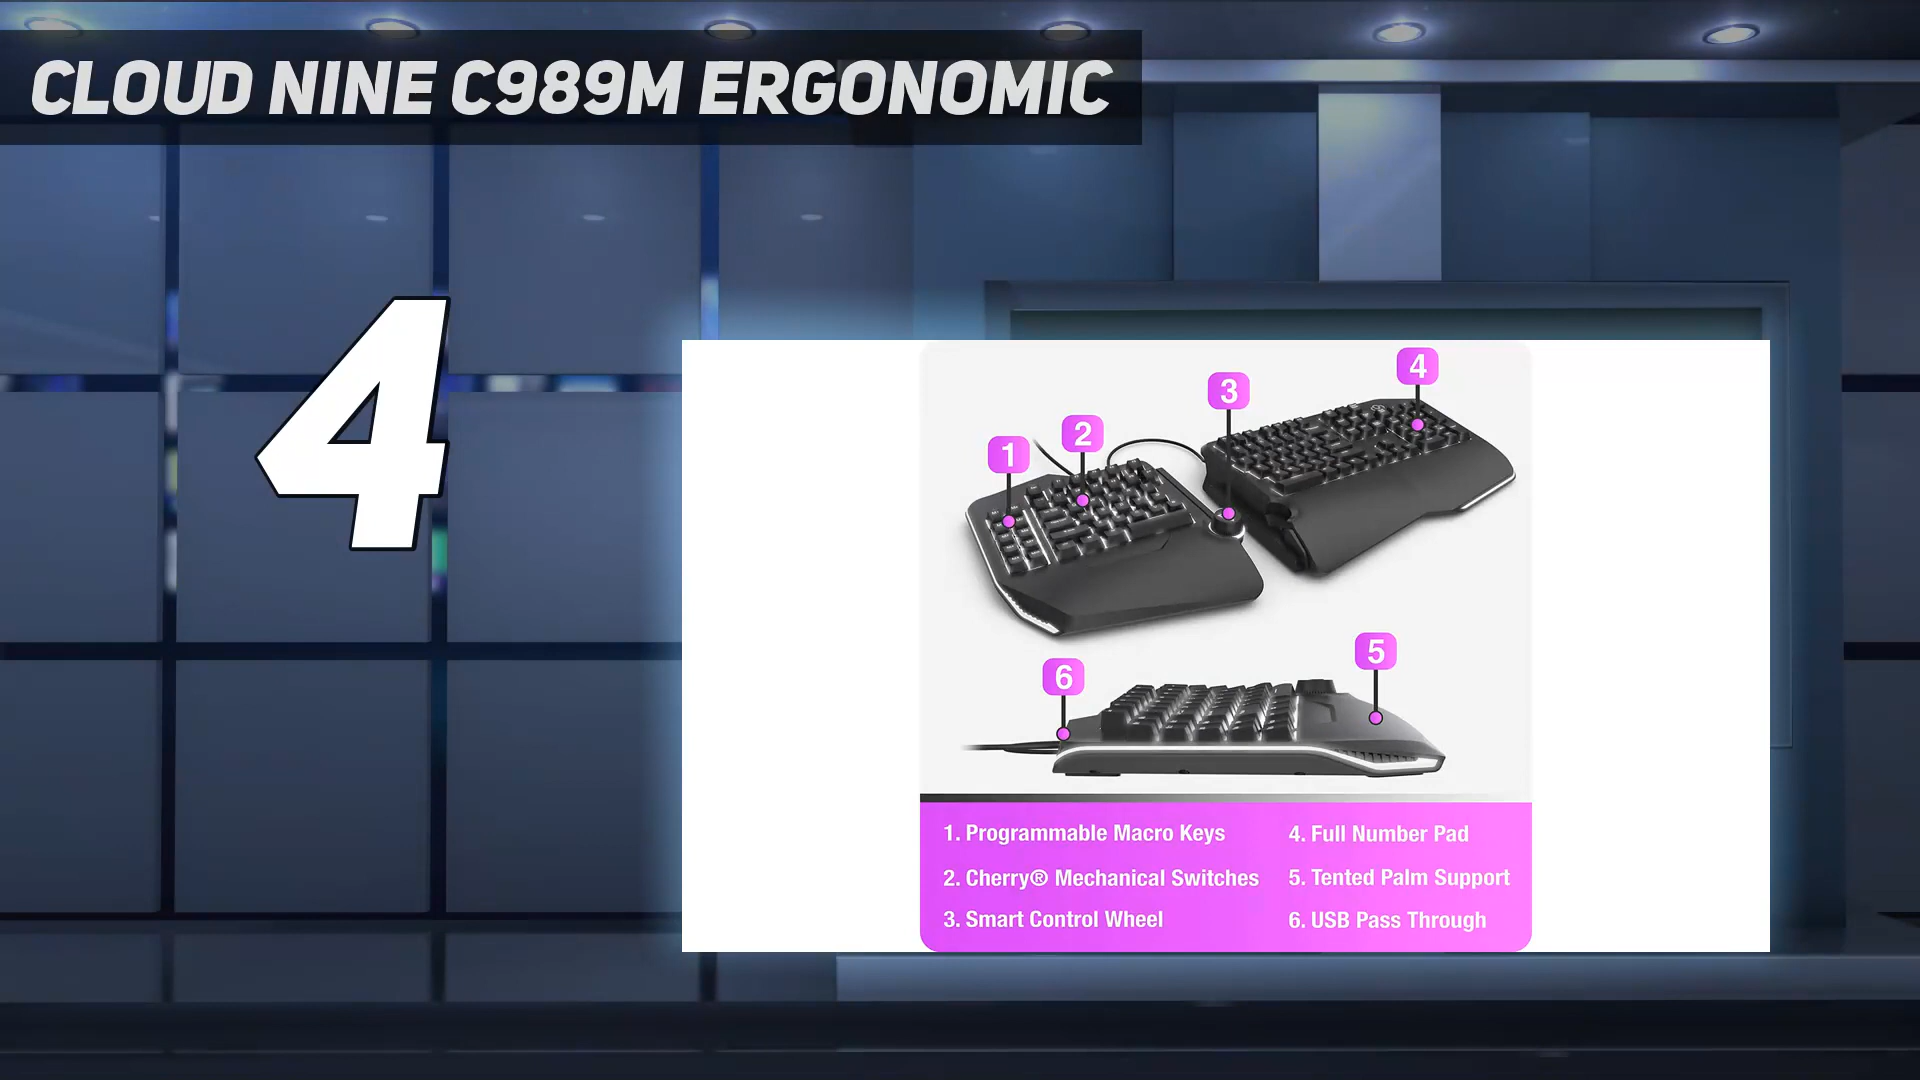 CLOUD NINE C989M ERGONOMIC
4
1
2
3
4
5
6
1. Programmable Macro Keys
2. Cherry® Mechanical Switches
3. Smart Control Wheel
4. Full Number Pad
5. Tented Palm Support
6. USB Pass Through